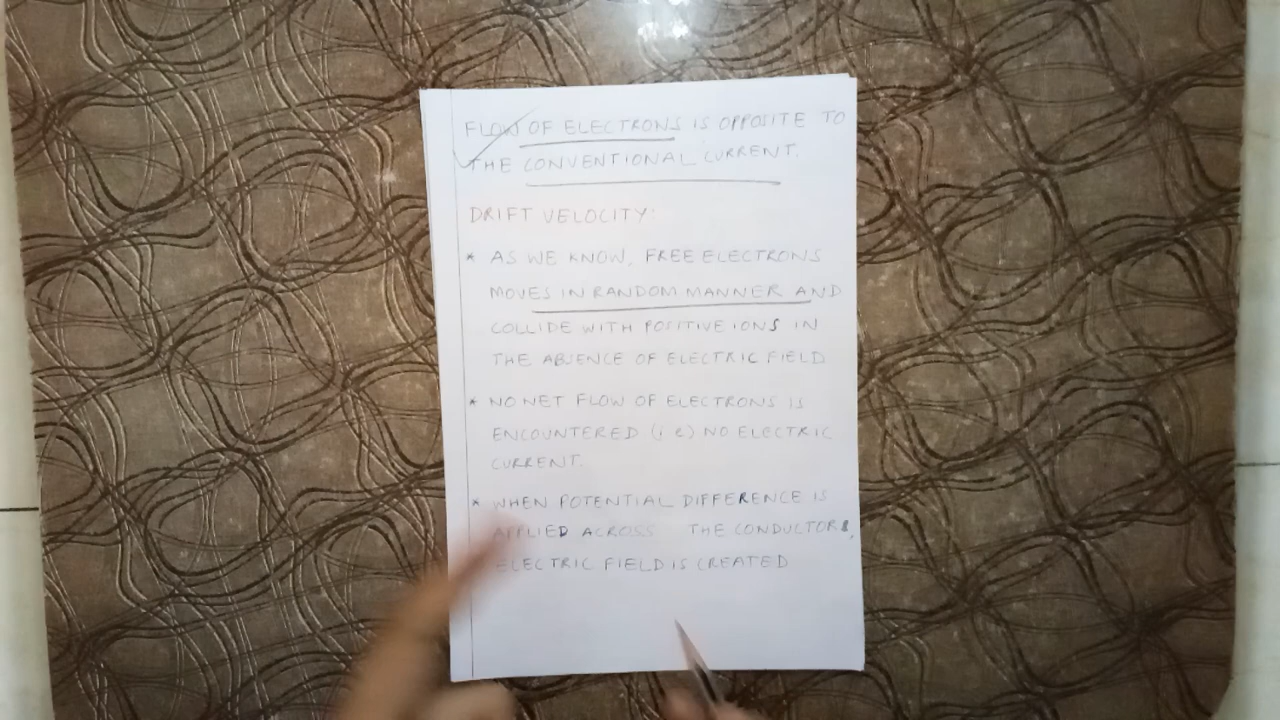 FLOW OF ELECTRONS IS OPPOSITE TO
THE CONVENTIONAL CURRENT.
DRIFT VELOCITY:
* AS WE KNOW, FREE ELECTRONS
MOVES IN RANDOM MANNER AND
COLLIDE WITH POSITIVE IONS IN
THE ABSENCE OF ELECTRIC FIELD
* NO NET FLOW OF ELECTRONS IS
ENCOUNTERED (i e) NO ELECTRIC
CURRENT.
* WHEN POTENTIAL DIFFERENCE IS
APPLIED ACROSS THE CONDUCTOR,
ELECTRIC FIELD IS CREATED